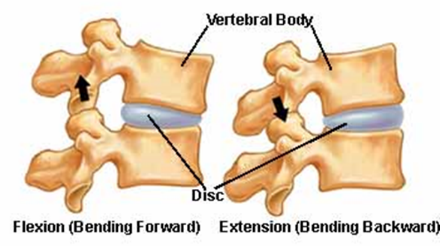 Vertebral Body
Disc
Flexion (Bending Forward)
Extension (Bending Backward)